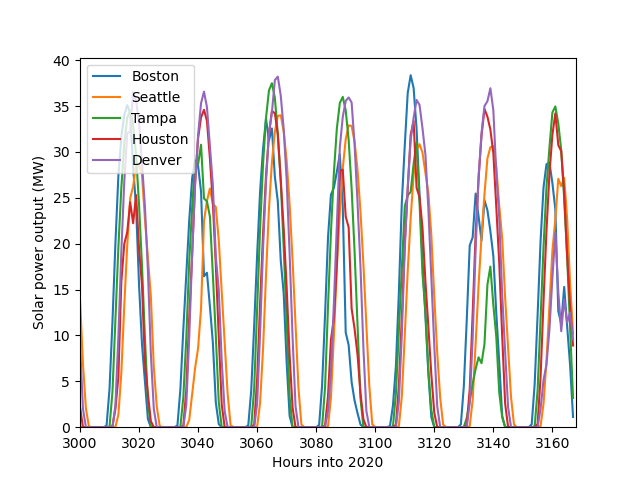 40
35
30
25
20
15
10
5
0
Solar power output (MW)
Boston
Seattle
Tampa
Houston
Denver
3000 3020 3040 3060 3080 3100 3120 3140 3160
Hours into 2020